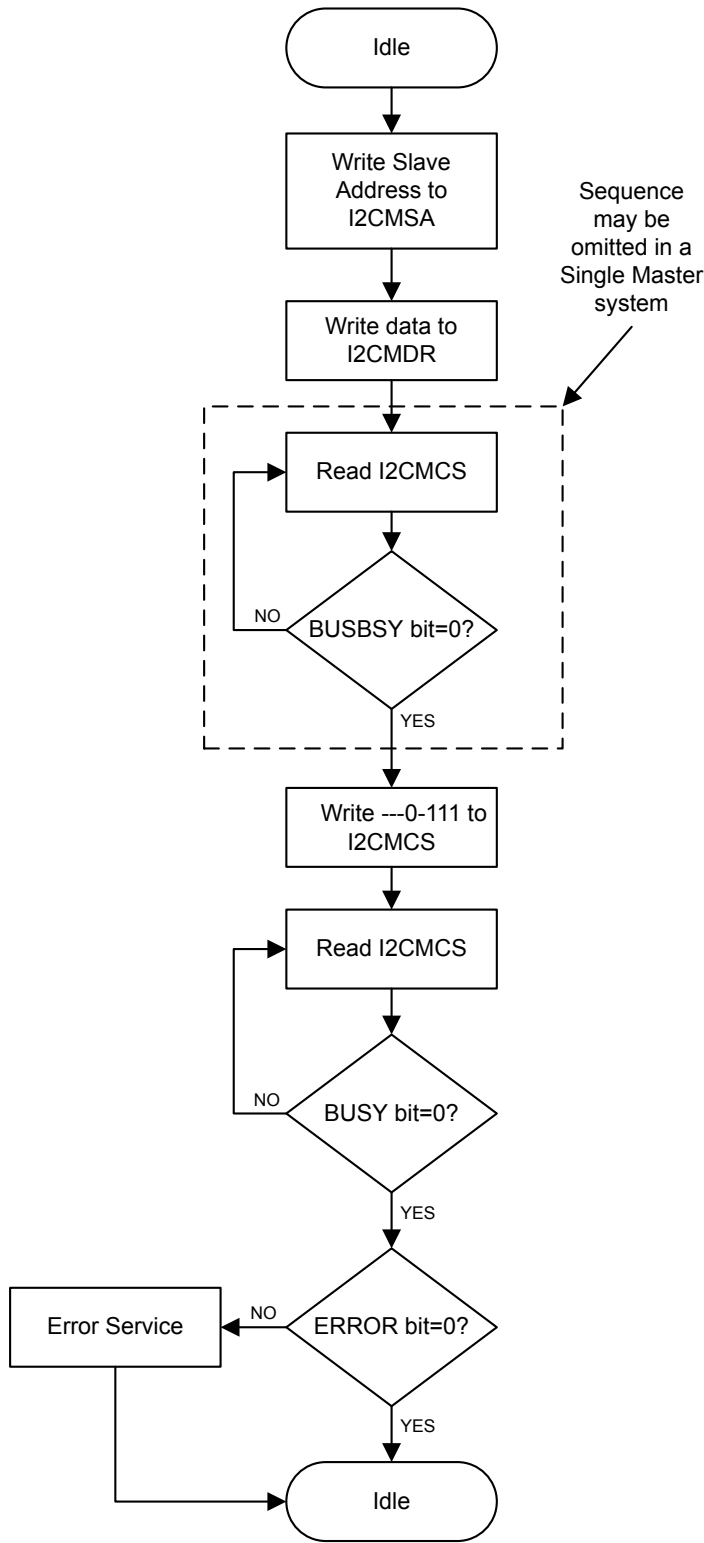 Idle
Write Slave
Address to
I2CMSA
Sequence
may be
omitted in a
Single Master
system
Write data to
I2CMDR
Read I2CMCS
NO
BUSBSY bit=0?
YES
Write ---0-111 to
I2CMCS
Read I2CMCS
NO
BUSY bit=0?
YES
Error Service
NO
ERROR bit=0?
YES
Idle